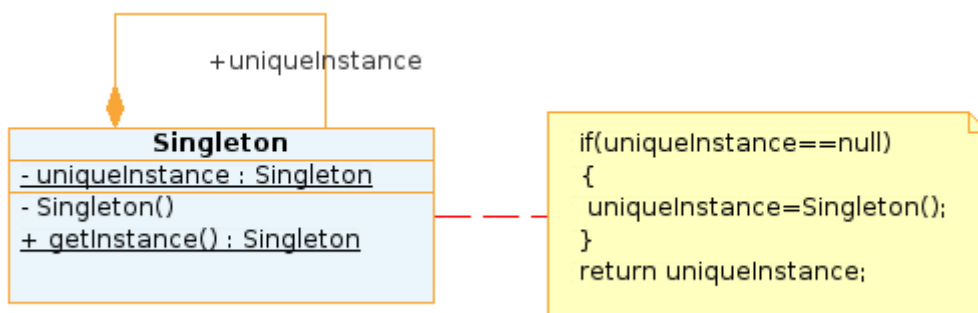 +uniqueInstance
Singleton
- uniqueInstance : Singleton
- Singleton()
+ getInstance() : Singleton
if(uniqueInstance==null)
{
uniqueInstance=Singleton();
}
return uniqueInstance;